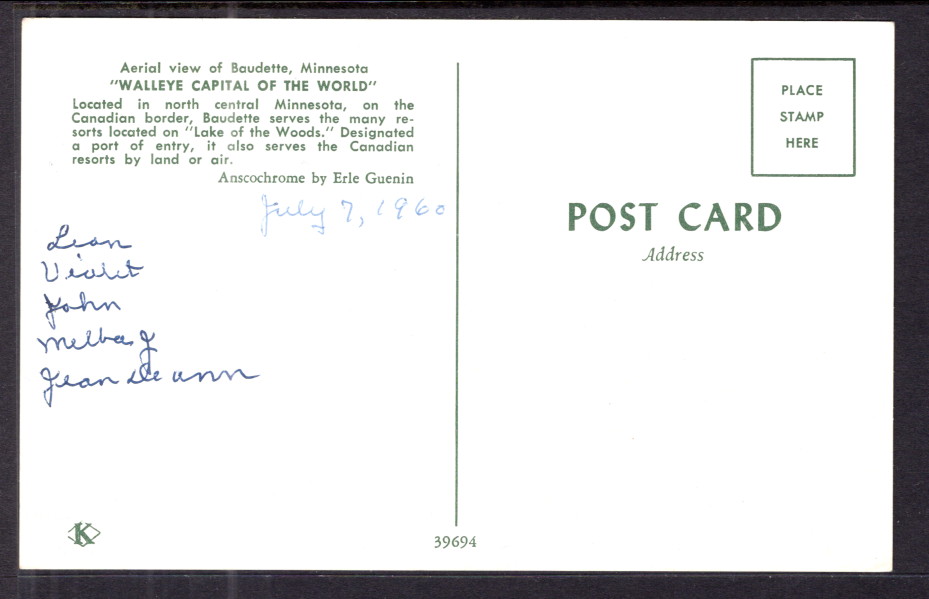 Aerial view of Baudette, Minnesota
"WALLEYE CAPITAL OF THE WORLD"
Located in north central Minnesota, on the
Canadian border, Baudette serves the many re-
sorts located on "Lake of the Woods." Designated
a port of entry, it also serves the Canadian
resorts by land or air.
Anscochrome by Erle Guenin
July 7, 1960
Leon
Violet
John
Melba J
Jean De ann
K
39694
PLACE
STAMP
HERE
POST CARD
Address